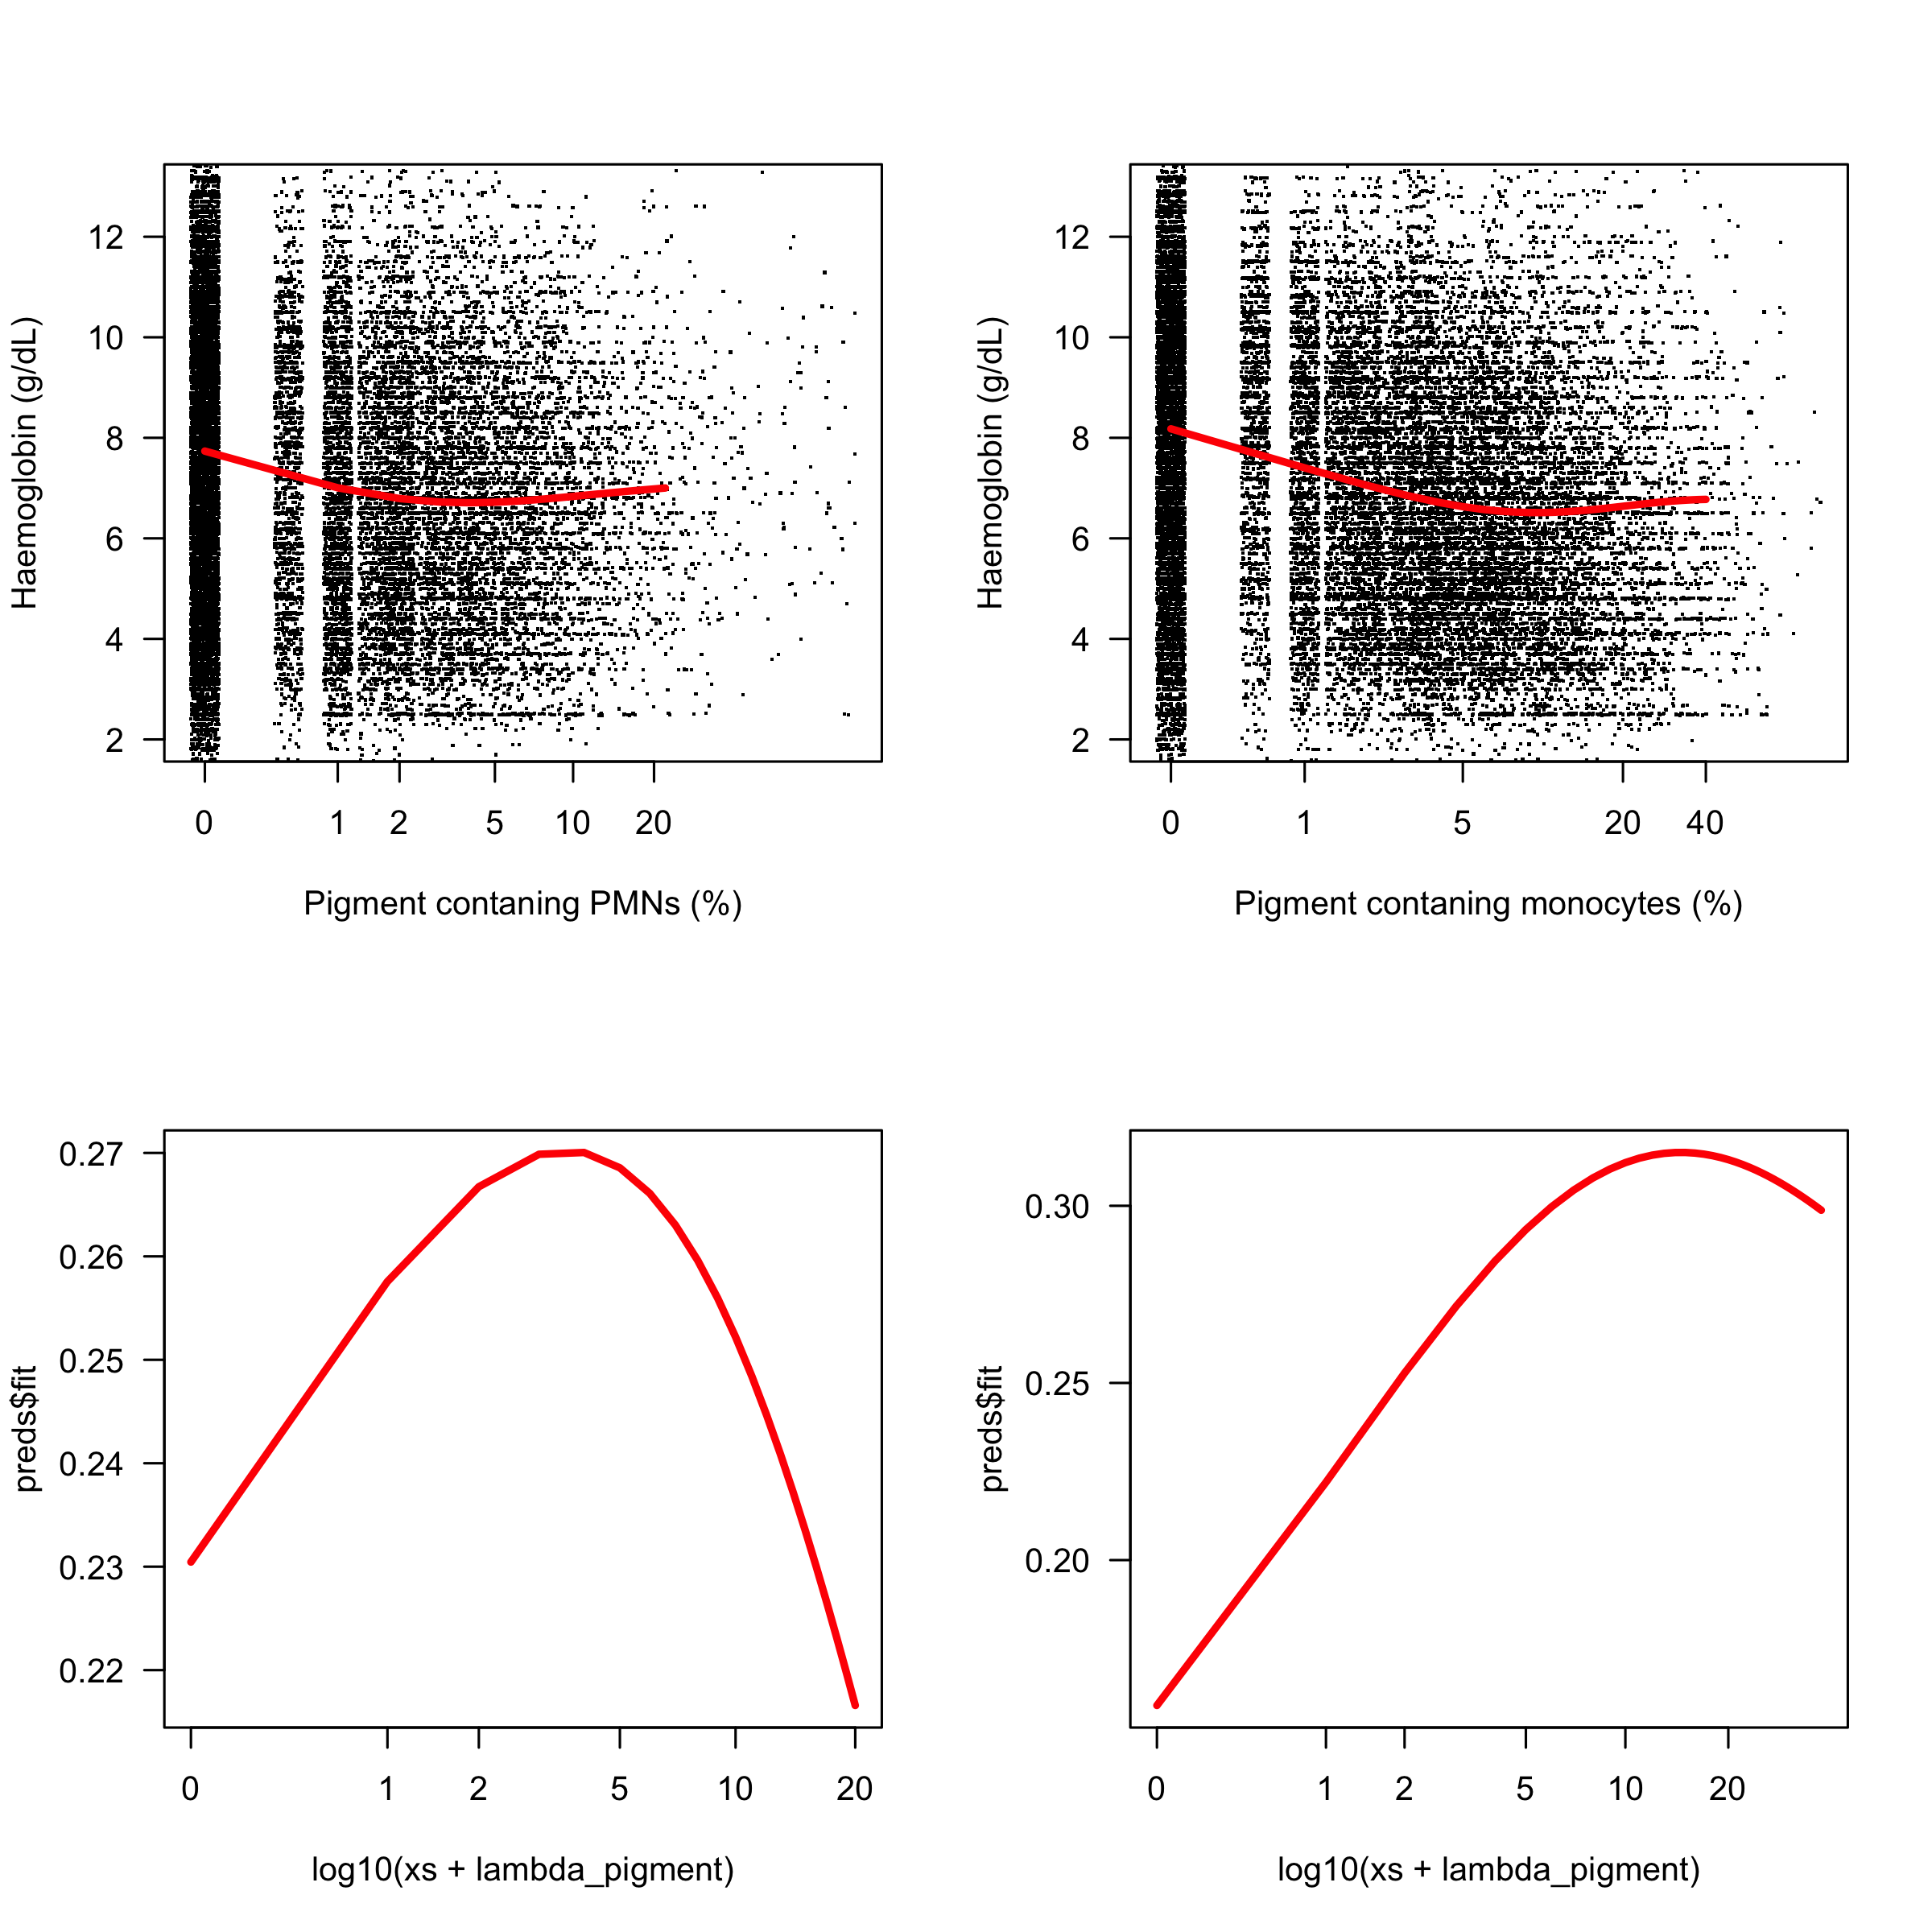 Haemoglobin (g/dL)
12
10
8
6
4
2
0 1 2 5 10 20
Pigment contaning PMNs (%)
Haemoglobin (g/dL)
12
10
8
6
4
2
0 1 5 20 40
Pigment contaning monocytes (%)
preds$fit
0.27
0.26
0.25
0.24
0.23
0.22
0 1 2 5 10 20
log10(xs + lambda_pigment)
preds$fit
0.30
0.25
0.20
0 1 2 5 10 20
log10(xs + lambda_pigment)